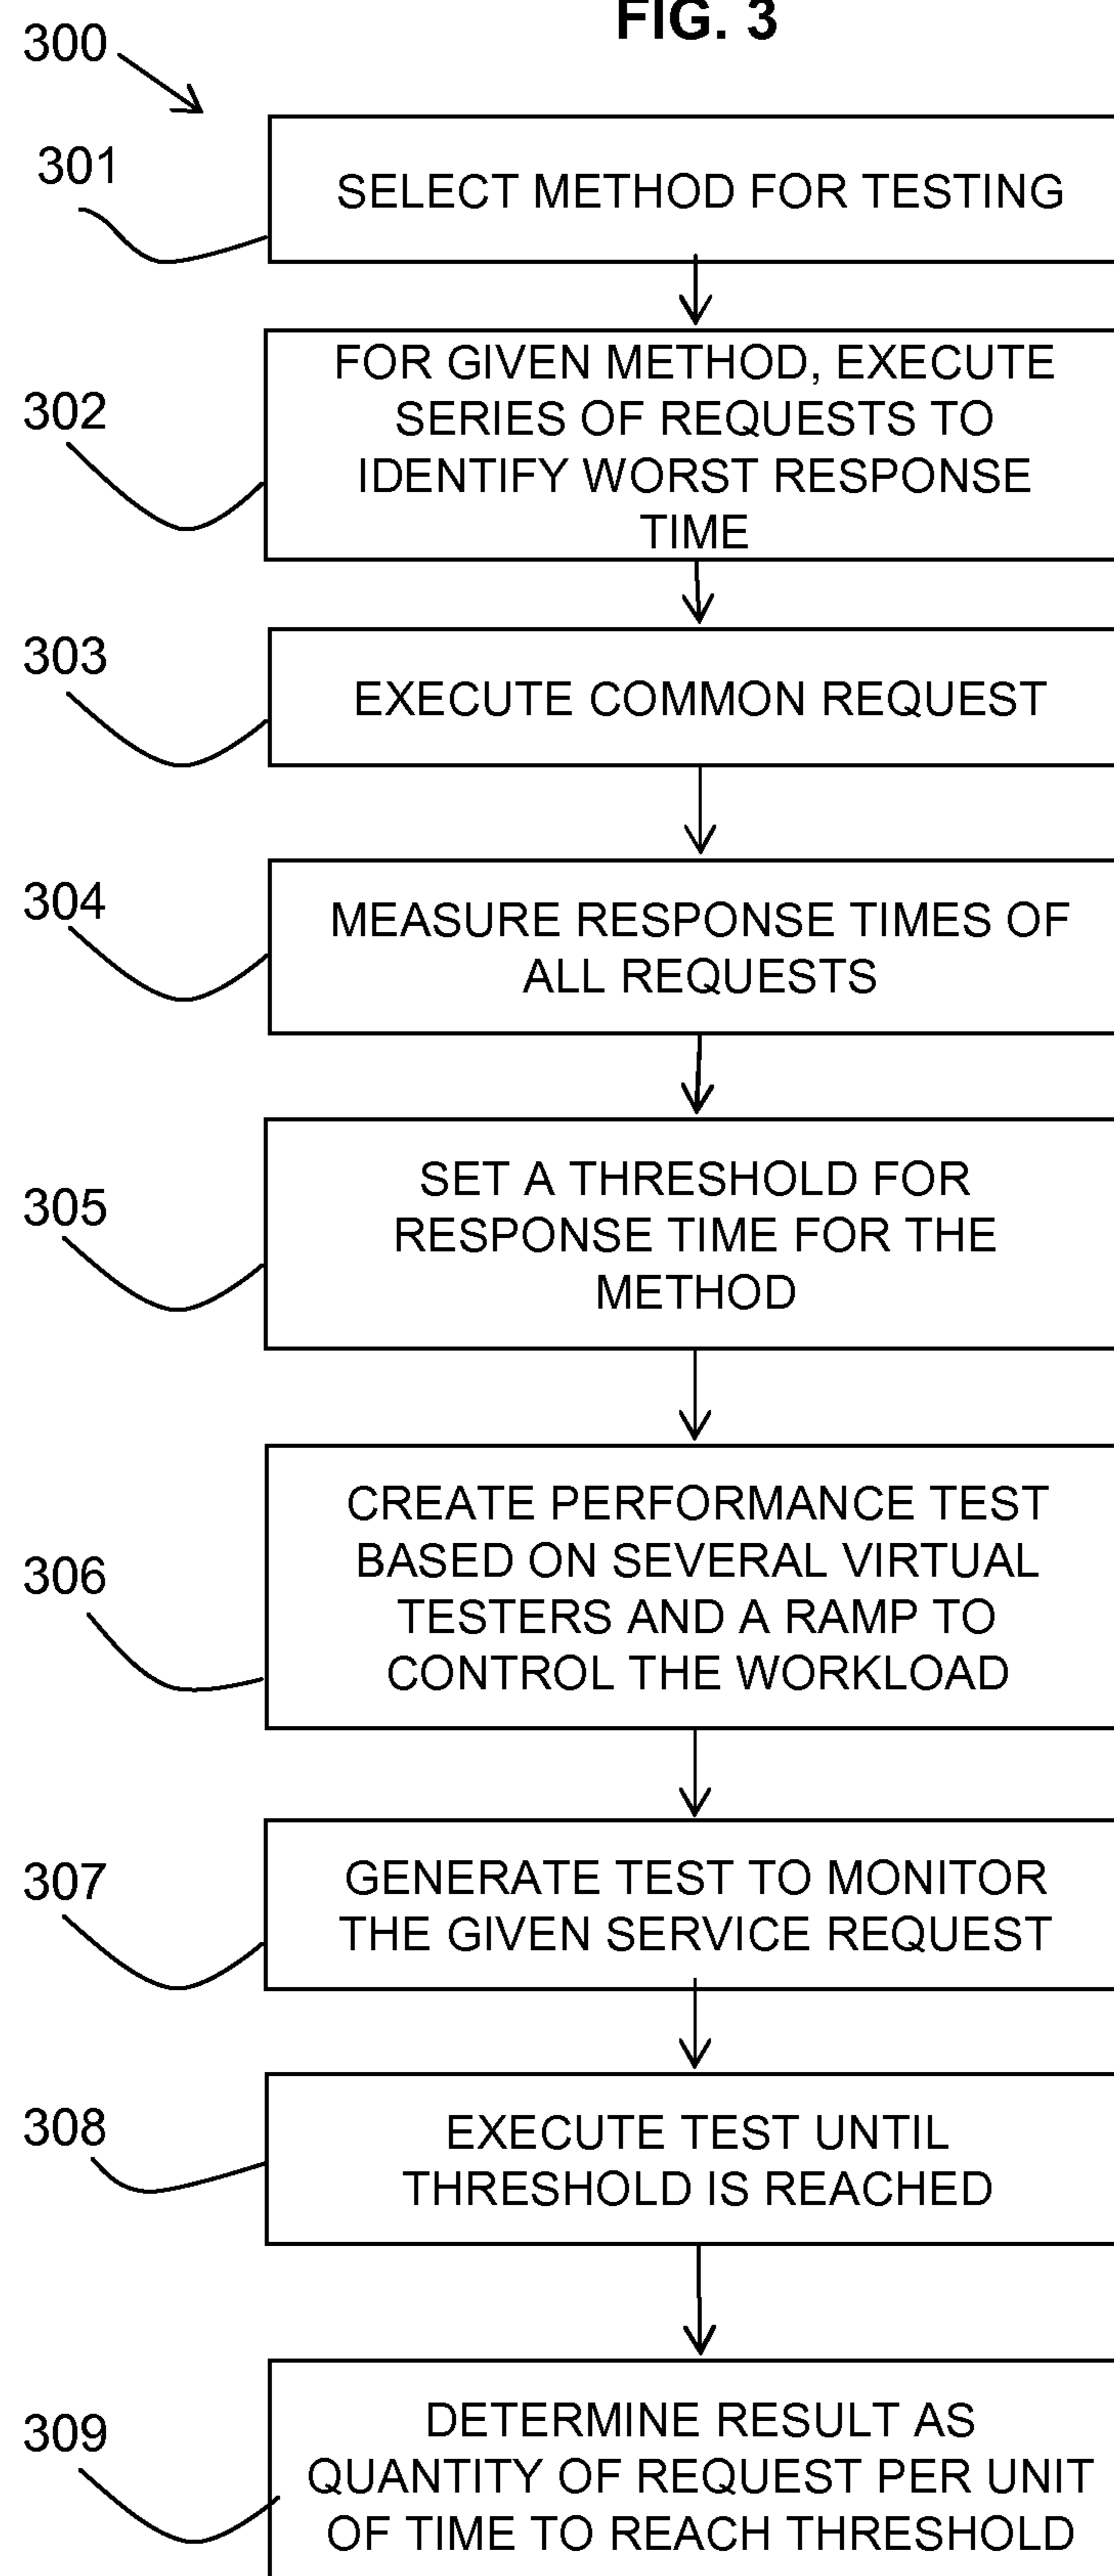 FIG. 3
300
301
SELECT METHOD FOR TESTING
302
FOR GIVEN METHOD, EXECUTE
SERIES OF REQUESTS TO
IDENTIFY WORST RESPONSE
TIME
303
EXECUTE COMMON REQUEST
304
MEASURE RESPONSE TIMES OF
ALL REQUESTS
305
SET A THRESHOLD FOR
RESPONSE TIME FOR THE
METHOD
306
CREATE PERFORMANCE TEST
BASED ON SEVERAL VIRTUAL
TESTERS AND A RAMP TO
CONTROL THE WORKLOAD
307
GENERATE TEST TO MONITOR
THE GIVEN SERVICE REQUEST
308
EXECUTE TEST UNTIL
THRESHOLD IS REACHED
309
DETERMINE RESULT AS
QUANTITY OF REQUEST PER UNIT
OF TIME TO REACH THRESHOLD